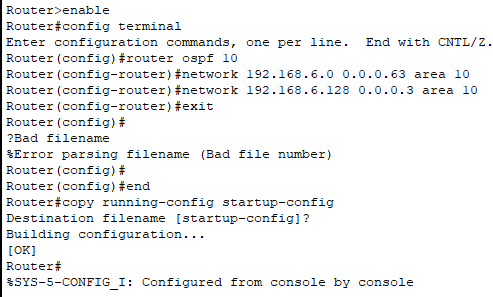 Router>enable
Router#config terminal
Enter configuration commands, one per line.  End with CNTL/Z.
Router(config)#router ospf 10
Router(config-router)#network 192.168.6.0 0.0.0.63 area 10
Router(config-router)#network 192.168.6.128 0.0.0.3 area 10
Router(config-router)#exit
Router(config)#
?Bad filename
%Error parsing filename (Bad file number)
Router(config)#
Router(config)#end
Router#copy running-config startup-config
Destination filename [startup-config]?
Building configuration...
[OK]
Router#
%SYS-5-CONFIG_I: Configured from console by console